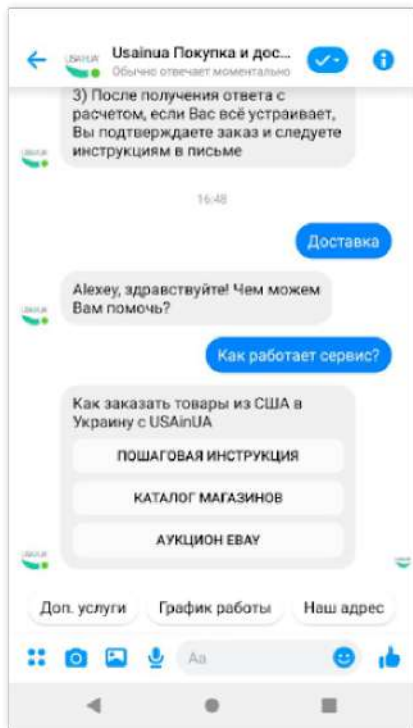 Usainua Покупка и дос...
Обычно отвечает моментально
3) После получения ответа с
расчетом, если Вас всё устраивает,
Вы подтверждаете заказ и следуете
инструкциям в письме
16:48
Доставка
Alexey, здравствуйте! Чем можем
Вам помочь?
Как работает сервис?
Как заказать товары из США в
Украину с USAinUA
ПОШАГОВАЯ ИНСТРУКЦИЯ
КАТАЛОГ МАГАЗИНОВ
АУКЦИОН EBAY
Доп. услуги График работы Наш адрес
Aa